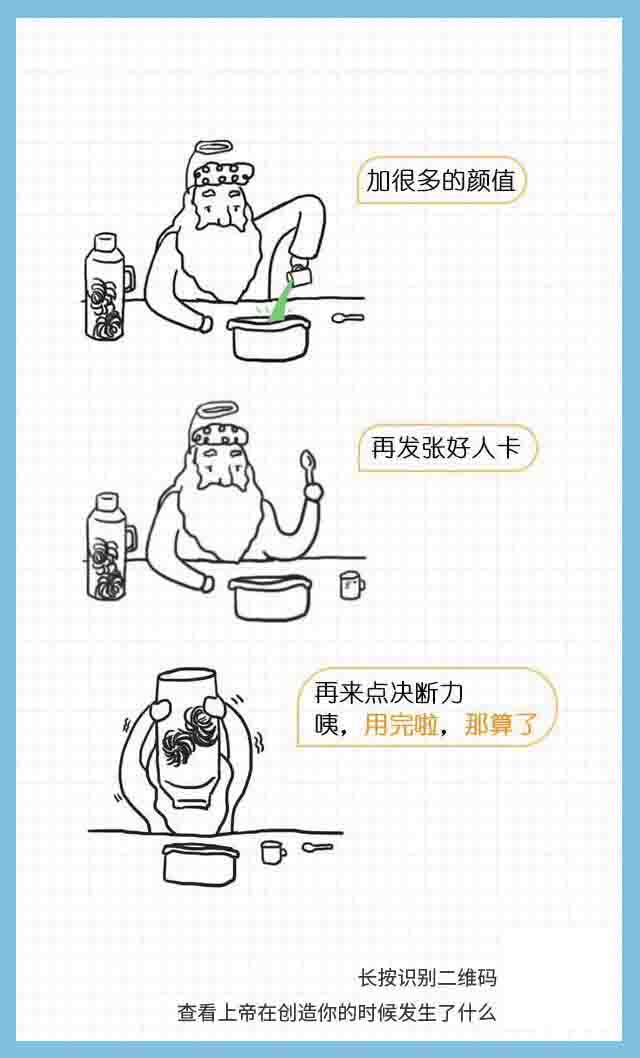 加很多的颜值
再发张好人卡
再来点决断力
咦，用完啦，那算了
长按识别二维码
查看上帝在创造你的时候发生了什么